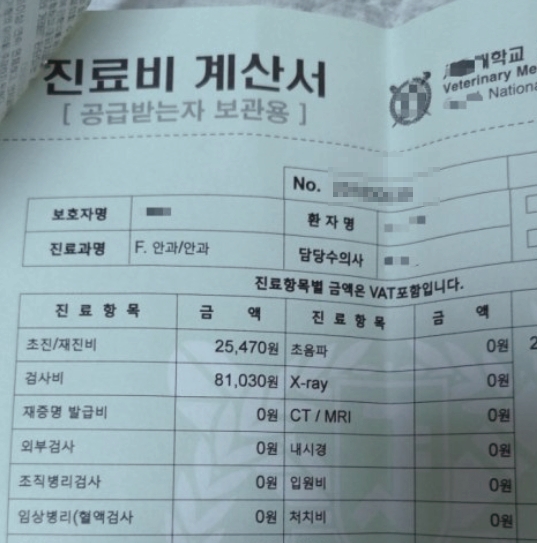 진료비 계산서
[ 공급받는자 보관용 ]
대학교
Veterinary Me
Nationa
No.
보호자명 환 자 명
진료과명 F. 안과/안과 담당수의사
진료항목별 금액은 VAT포함입니다.
진 료 항 목 금 액 진 료 항 목 금 액
초진/재진비 25,470원 초음파 0원 2
검사비 81,030원 X-ray 0원
재증명 발급비 0원 CT / MRI 0원
외부검사 0원 내시경 0원
조직병리검사 0원 입원비 0원
임상병리(혈액검사 0원 처치비 0원